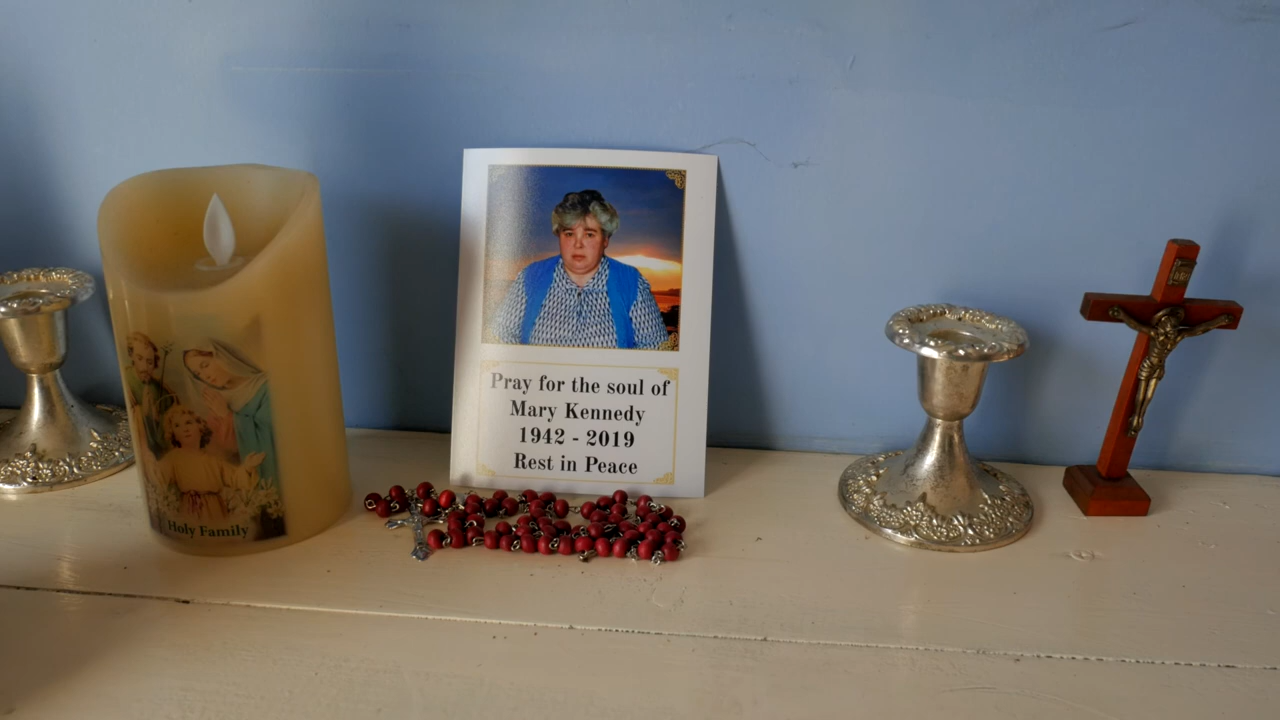 Holy Family
Pray for the soul of
Mary Kennedy
1942 - 2019
Rest in Peace